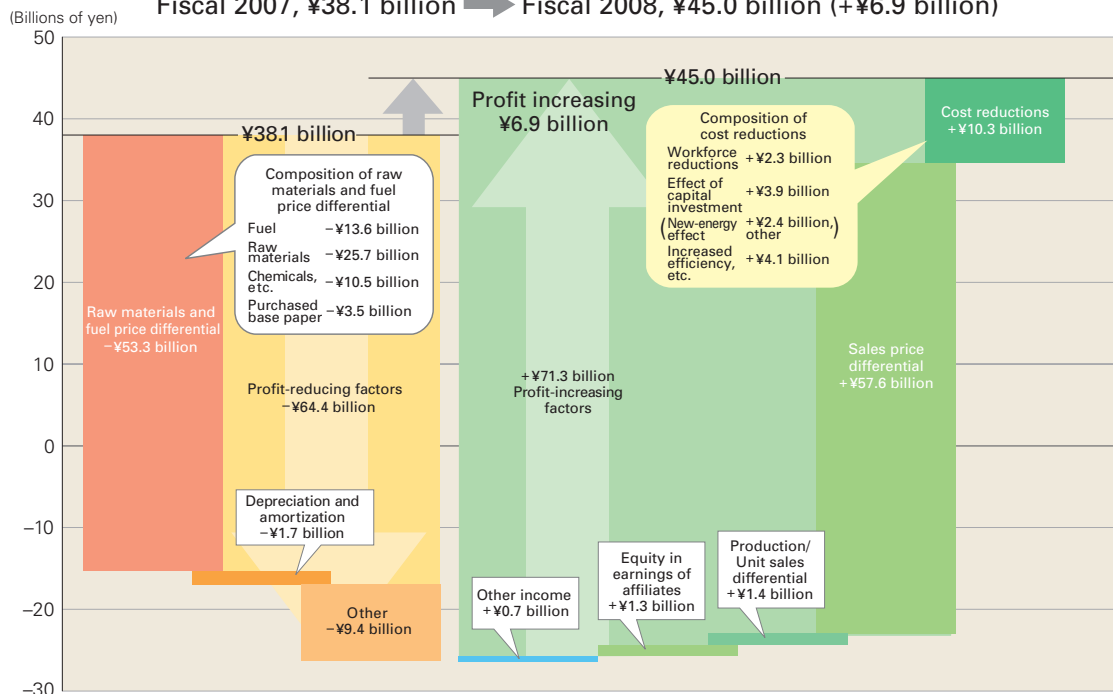 Fiscal 2007, ¥38.1 billion Fiscal 2008, ¥45.0 billion (+¥6.9 billion)
(Billions of yen)
50
40
30
20
10
0
–10
–20
–30
¥38.1 billion
¥45.0 billion
Profit increasing
¥6.9 billion
Composition of raw
materials and fuel
price differential
Fuel –¥13.6 billion
Raw
materials –¥25.7 billion
Chemicals,
etc. –¥10.5 billion
Purchased
base paper –¥3.5 billion
Raw materials and
fuel price differential
–¥53.3 billion
Profit-reducing factors
–¥64.4 billion
Depreciation and
amortization
–¥1.7 billion
Other
–¥9.4 billion
+¥71.3 billion
Profit-increasing
factors
Other income
+¥0.7 billion
Equity in
earnings of
affiliates
+¥1.3 billion
Production/
Unit sales
differential
+¥1.4 billion
Composition of
cost reductions
Workforce
reductions +¥2.3 billion
Effect of
capital
investment +¥3.9 billion
(New-energy
effect +¥2.4 billion,
other)
Increased
efficiency,
etc. +¥4.1 billion
Sales price
differential
+¥57.6 billion
Cost reductions
+¥10.3 billion